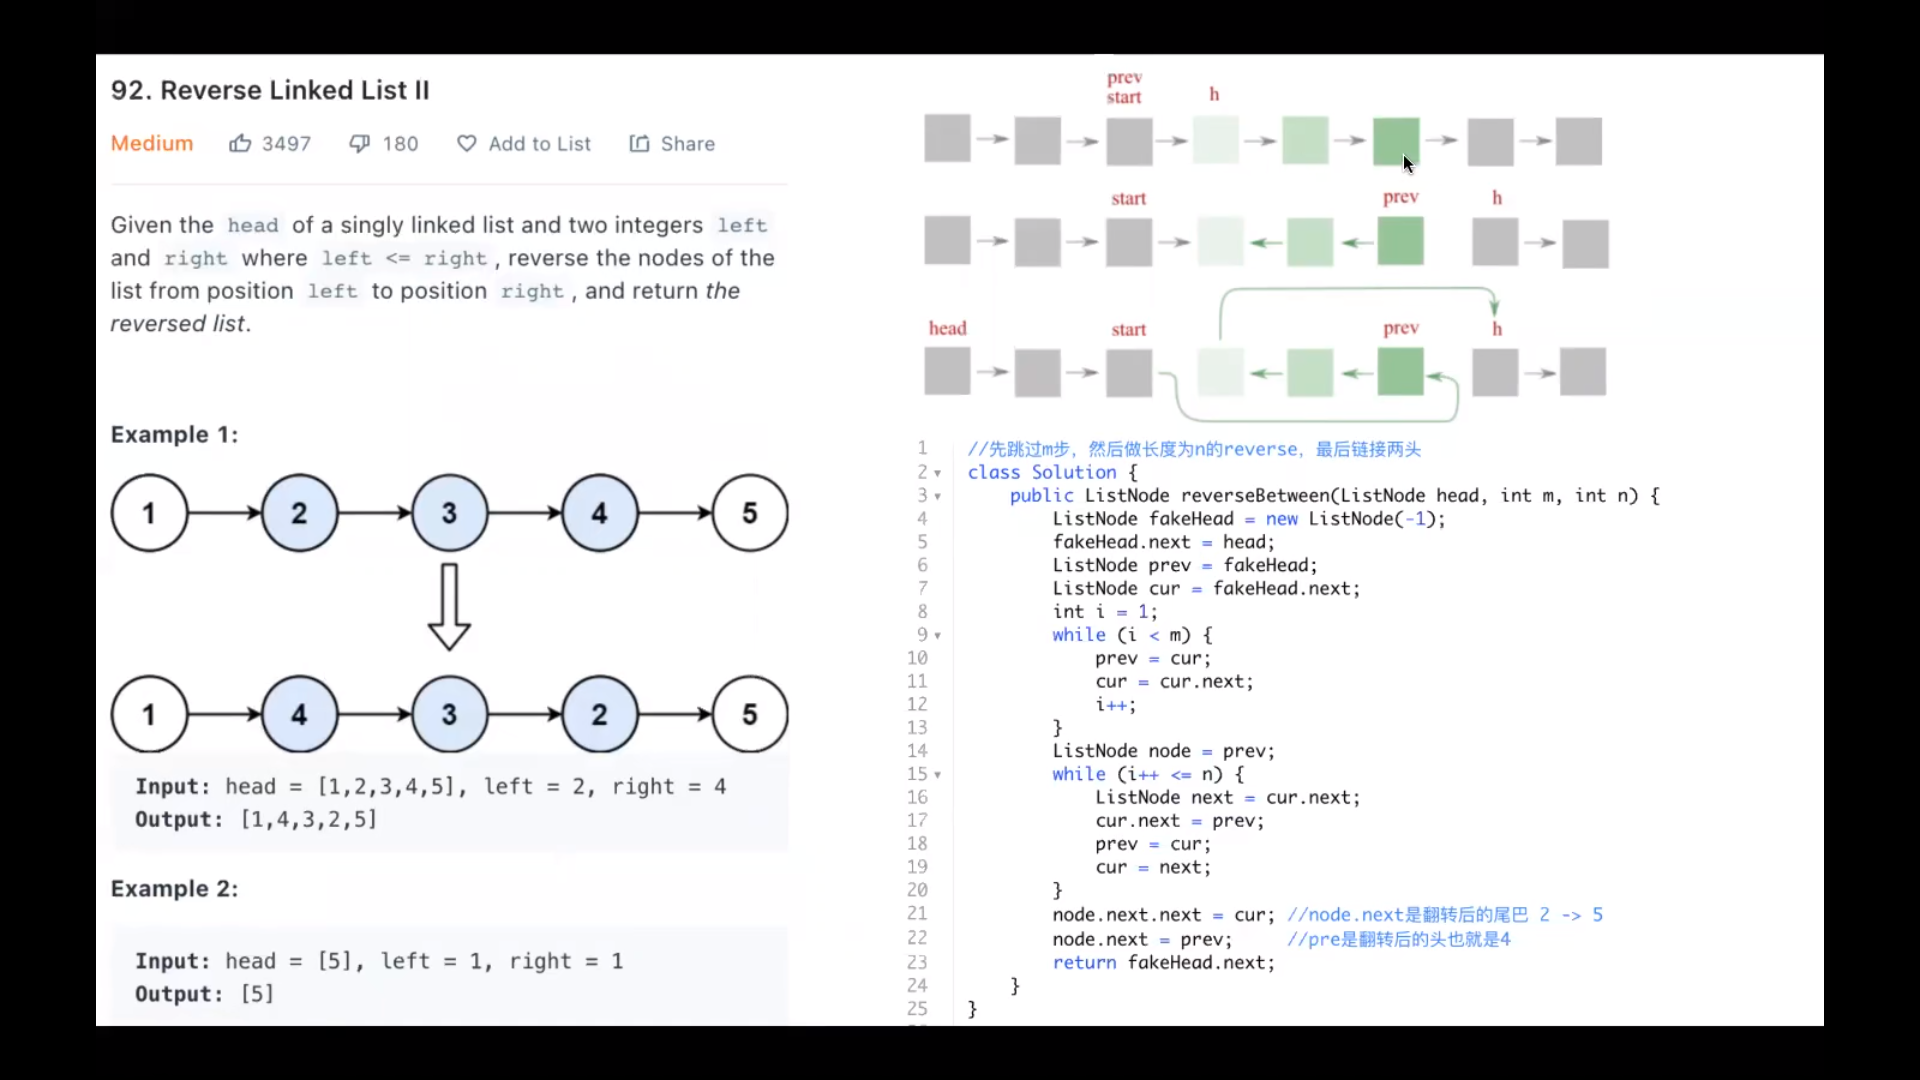 92. Reverse Linked List II
Medium 3497 180 Add to List Share
Given the head of a singly linked list and two integers left
and right where left <= right, reverse the nodes of the
list from position left to position right, and return the
reversed list.
Example 1:
1 2 3 4 5
1 4 3 2 5
Input: head = [1,2,3,4,5], left = 2, right = 4
Output: [1,4,3,2,5]
Example 2:
Input: head = [5], left = 1, right = 1
Output: [5]
prev
start h
start prev h
head start prev h
1 //先跳过m步，然后做长度为n的reverse，最后链接两头
2 class Solution {
3 public ListNode reverseBetween(ListNode head, int m, int n) {
4 ListNode fakeHead = new ListNode(-1);
5 fakeHead.next = head;
6 ListNode prev = fakeHead;
7 ListNode cur = fakeHead.next;
8 int i = 1;
9 while (i < m) {
10 prev = cur;
11 cur = cur.next;
12 i++;
13 }
14 ListNode node = prev;
15 while (i++ <= n) {
16 ListNode next = cur.next;
17 cur.next = prev;
18 prev = cur;
19 cur = next;
20 }
21 node.next.next = cur; //node.next是翻转后的尾巴 2 -> 5
22 node.next = prev; //pre是翻转后的头也就是4
23 return fakeHead.next;
24 }
25 }